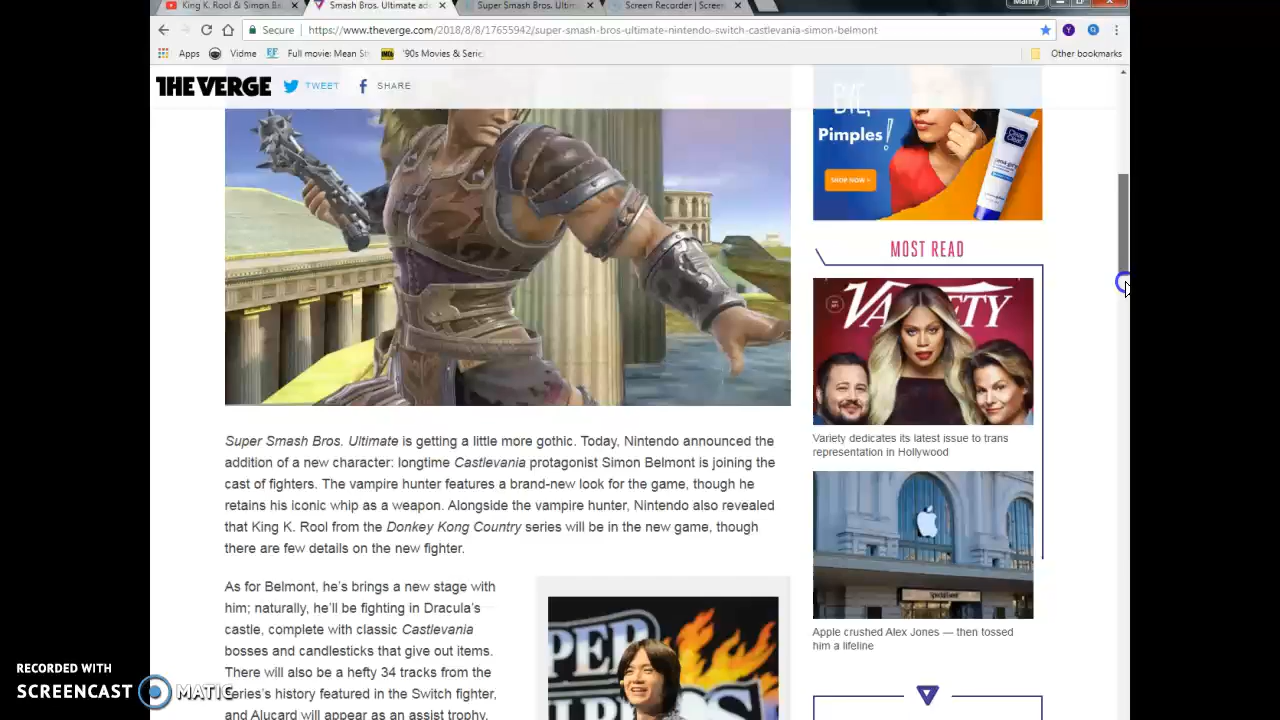 King K. Rool & Simon B
Smash Bros. Ultimate ad
Super Smash Bros. Ultim
Screen Recorder | Scree
Manny
Secure https://www.theverge.com/2018/8/8/17655942/super-smash-bros-ultimate-nintendo-switch-castlevania-simon-belmont
Apps Vidme Full movie: Mean St '90s Movies & Serie Other bookmarks
THE VERGE TWEET SHARE
BYE,
Pimples!
SHOP NOW
MOST READ
VARIETY
Variety dedicates its latest issue to trans
representation in Hollywood
Apple crushed Alex Jones — then tossed
him a lifeline
Super Smash Bros. Ultimate is getting a little more gothic. Today, Nintendo announced the
addition of a new character: longtime Castlevania protagonist Simon Belmont is joining the
cast of fighters. The vampire hunter features a brand-new look for the game, though he
retains his iconic whip as a weapon. Alongside the vampire hunter, Nintendo also revealed
that King K. Rool from the Donkey Kong Country series will be in the new game, though
there are few details on the new fighter.
As for Belmont, he's brings a new stage with
him; naturally, he'll be fighting in Dracula's
castle, complete with classic Castlevania
bosses and candlesticks that give out items.
There will also be a hefty 34 tracks from the
series's history featured in the Switch fighter,
and Alucard will appear as an assist trophy.
RECORDED WITH
SCREENCAST MATIC